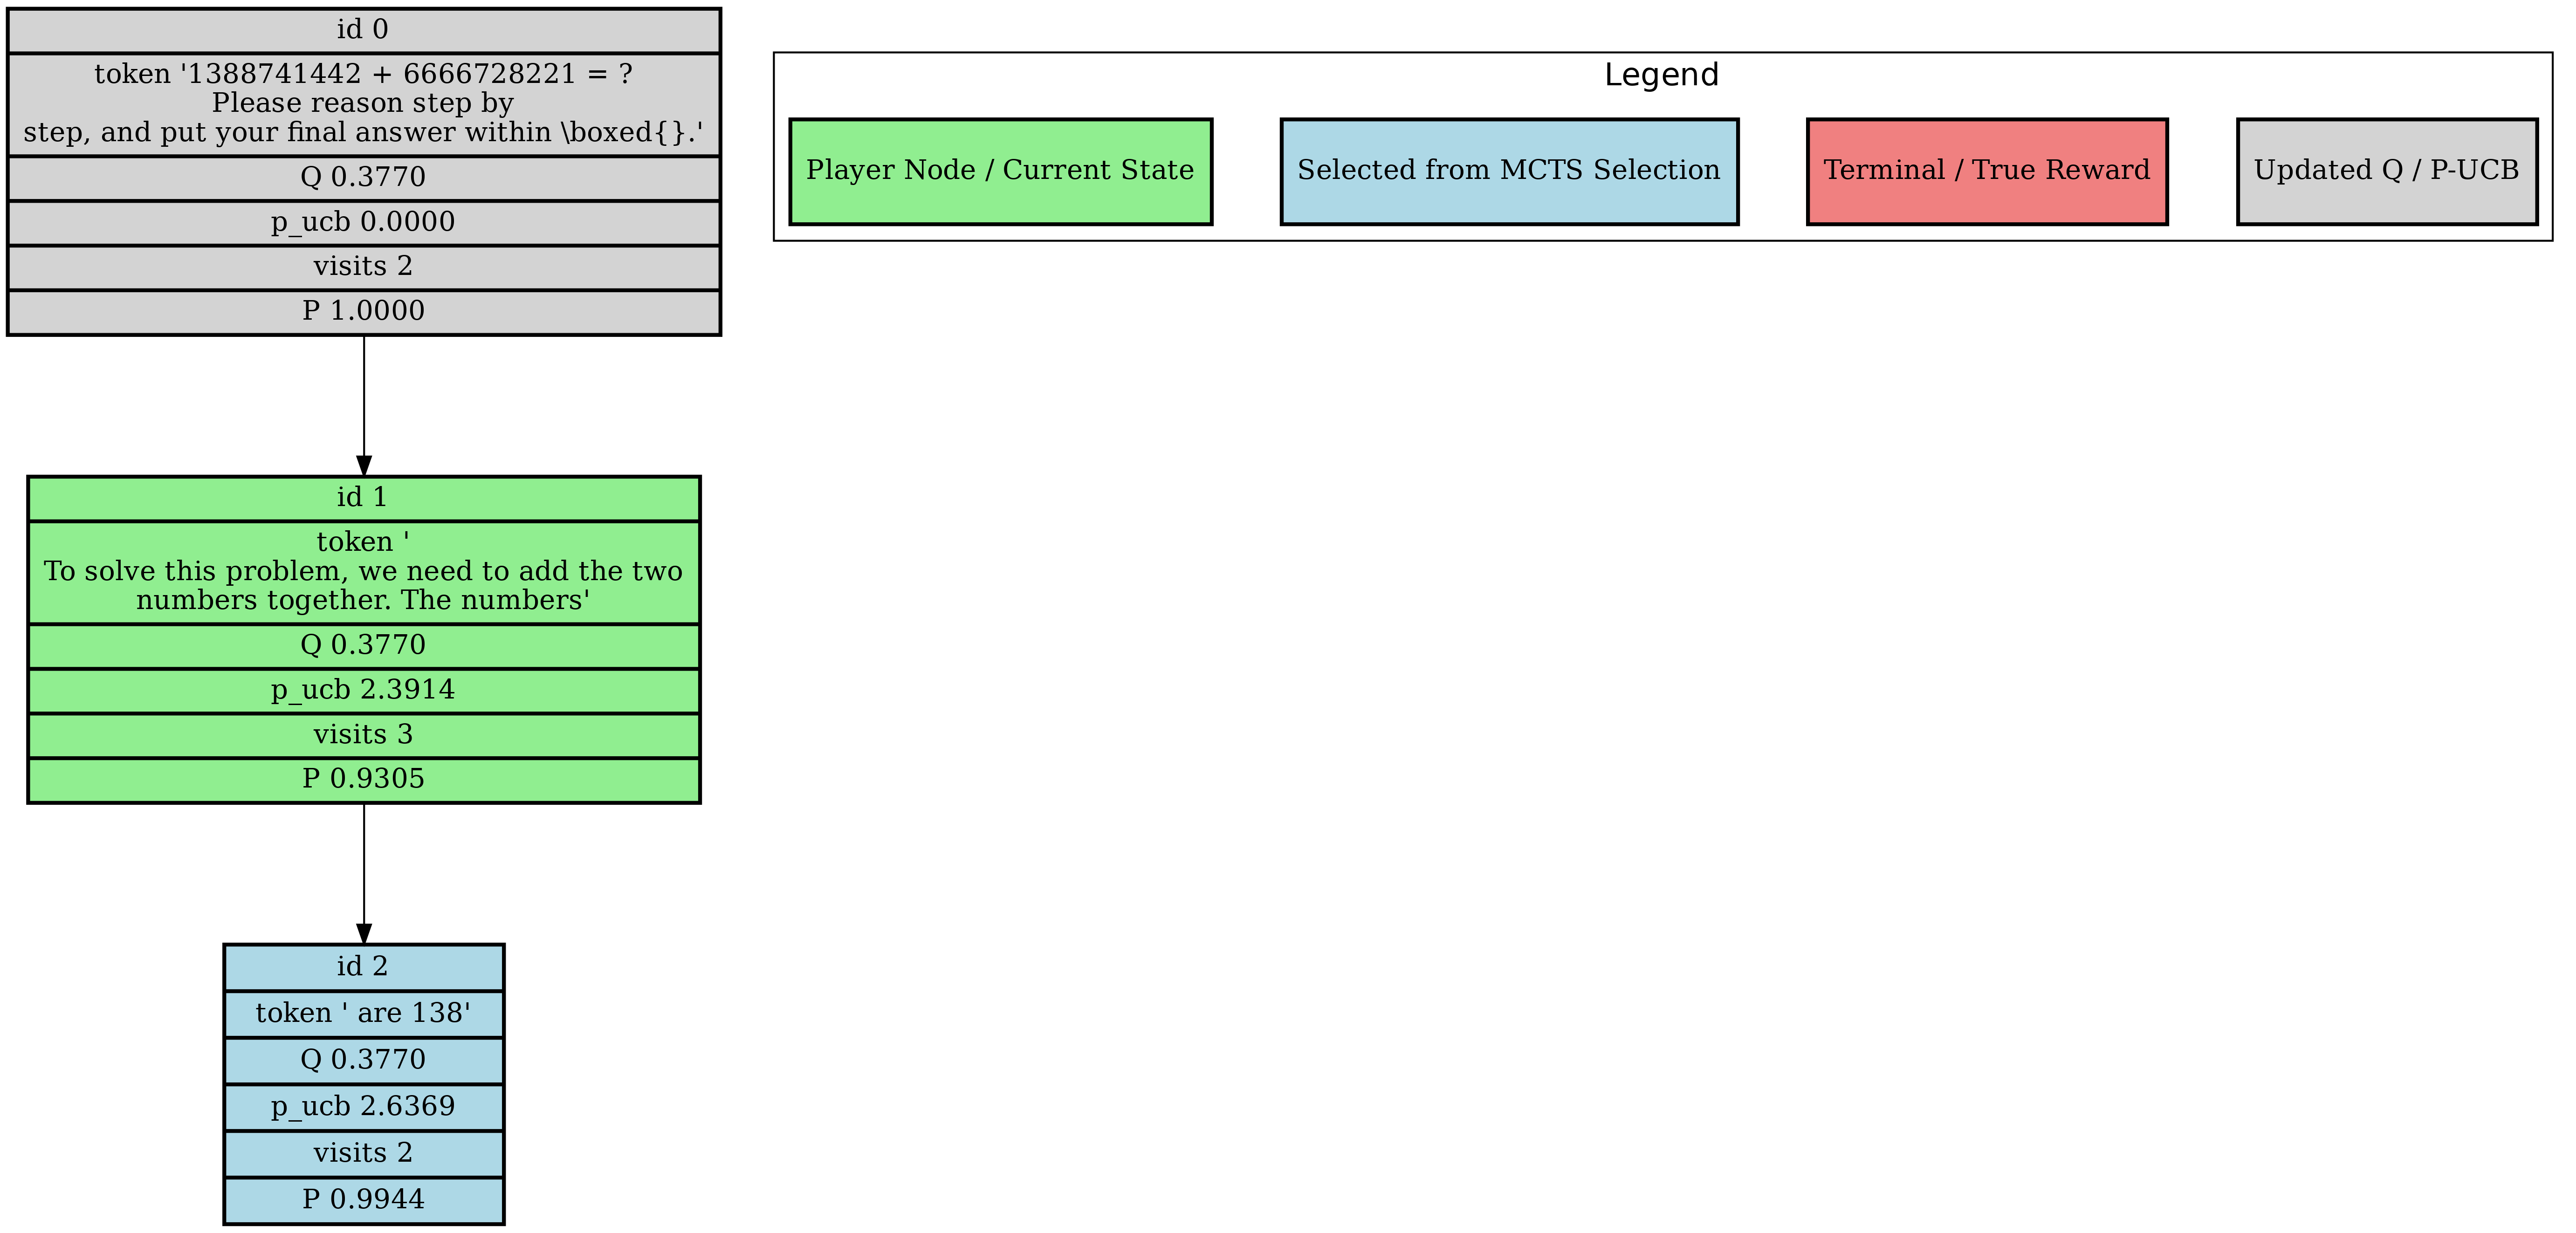 id 0
token '1388741442 + 6666728221 = ?
Please reason step by
step, and put your final answer within \boxed{}.'
Q 0.3770
p_ucb 0.0000
visits 2
P 1.0000
Legend
Player Node / Current State
Selected from MCTS Selection
Terminal / True Reward
Updated Q / P-UCB
id 1
token '
To solve this problem, we need to add the two
numbers together. The numbers'
Q 0.3770
p_ucb 2.3914
visits 3
P 0.9305
id 2
token ' are 138'
Q 0.3770
p_ucb 2.6369
visits 2
P 0.9944